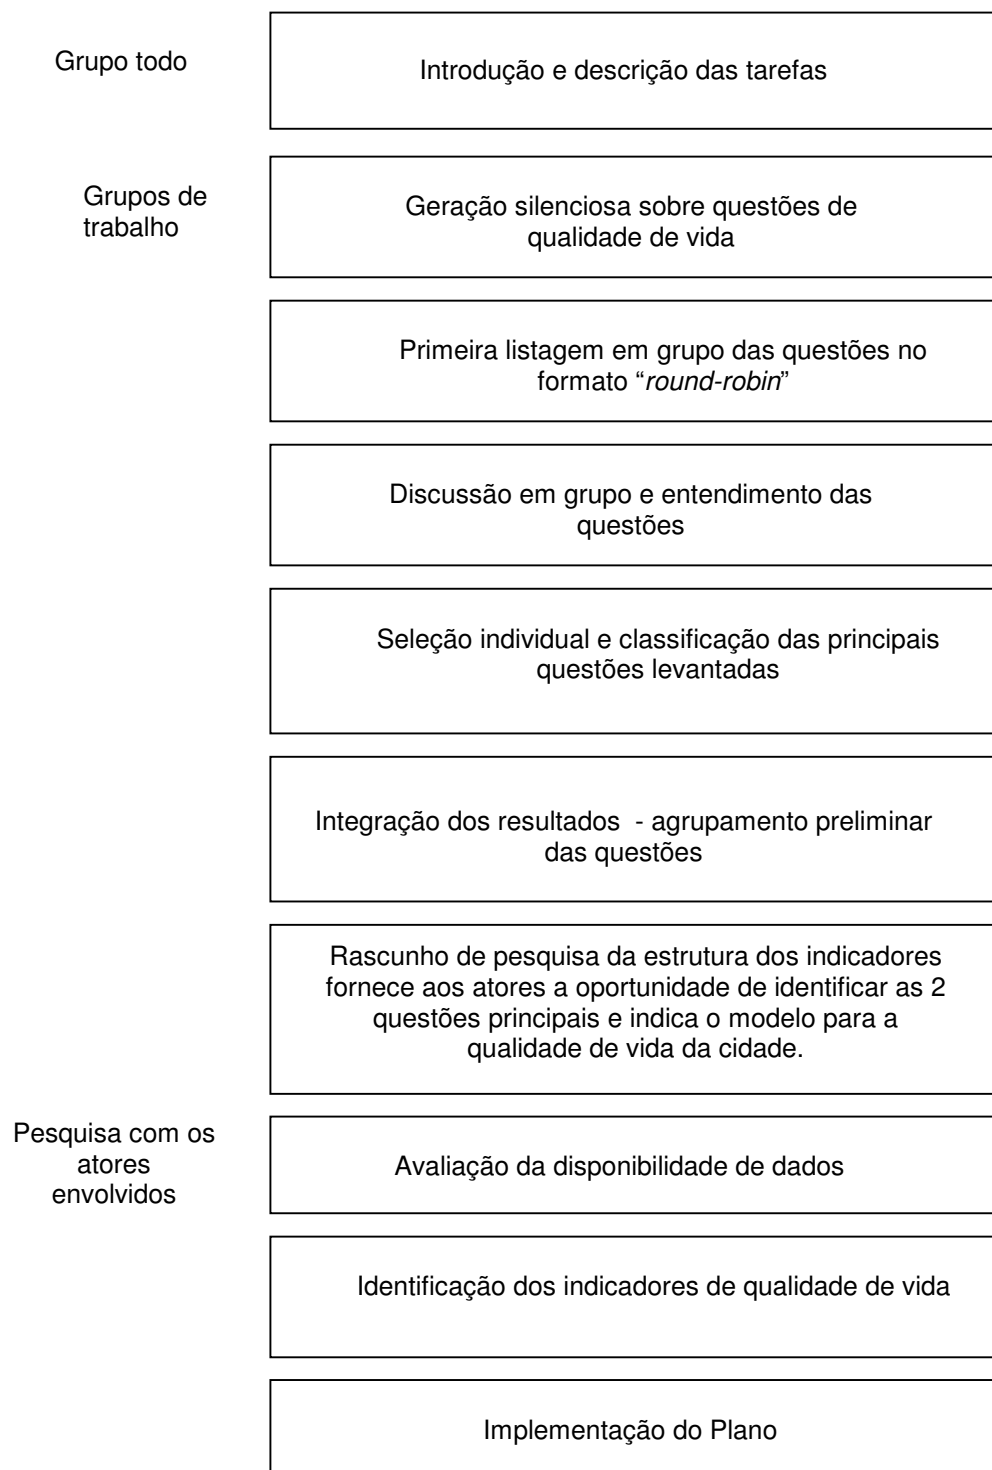 Grupo todo
Introdução e descrição das tarefas
Grupos de
trabalho
Geração silenciosa sobre questões de
qualidade de vida
Primeira listagem em grupo das questões no
formato “round-robin”
Discussão em grupo e entendimento das
questões
Seleção individual e classificação das principais
questões levantadas
Integração dos resultados  - agrupamento preliminar
das questões
Rascunho de pesquisa da estrutura dos indicadores
fornece aos atores a oportunidade de identificar as 2
questões principais e indica o modelo para a
qualidade de vida da cidade.
Pesquisa com os
atores
envolvidos
Avaliação da disponibilidade de dados
Identificação dos indicadores de qualidade de vida
Implementação do Plano